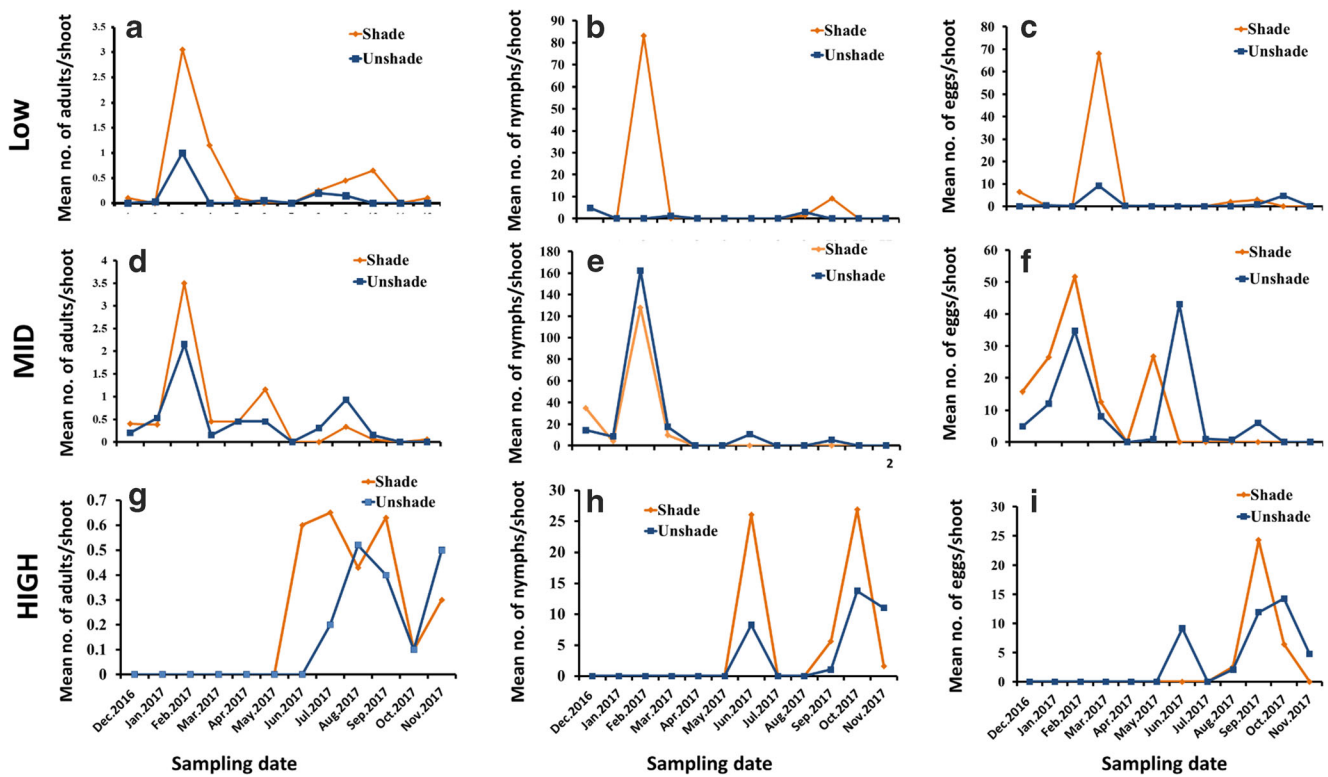 Low
a
Mean no. of adults/shoot
3.5
3
2.5
2
1.5
1
0.5
0
Shade
Unshade
b
Mean no. of nymphs/shoot
90
80
70
60
50
40
30
20
10
0
Shade
Unshade
c
Mean no. of eggs/shoot
80
70
60
50
40
30
20
10
0
Shade
Unshade
MID
d
Mean no. of adults/shoot
4
3.5
3
2.5
2
1.5
1
0.5
0
Shade
Unshade
e
Mean no. of nymphs/shoot
180
160
140
120
100
80
60
40
20
0
Shade
Unshade
2
f
Mean no. of eggs/shoot
60
50
40
30
20
10
0
Shade
Unshade
HIGH
g
Mean no. of adults/shoot
0.7
0.6
0.5
0.4
0.3
0.2
0.1
0
Shade
Unshade
Dec.2016
Jan.2017
Feb.2017
Mar.2017
Apr.2017
May.2017
Jun.2017
Jul.2017
Aug.2017
Sep.2017
Oct.2017
Nov.2017
Sampling date
h
Mean no. of nymphs/shoot
30
25
20
15
10
5
0
Shade
Unshade
Dec.2016
Jan.2017
Feb.2017
Mar.2017
Apr.2017
May.2017
Jun.2017
Jul.2017
Aug.2017
Sep.2017
Oct.2017
Nov.2017
Sampling date
i
Mean no. of eggs/shoot
30
25
20
15
10
5
0
Shade
Unshade
Dec.2016
Jan.2017
Feb.2017
Mar.2017
Apr.2017
May.2017
Jun.2017
Jul.2017
Aug.2017
Sep.2017
Oct.2017
Nov.2017
Sampling date